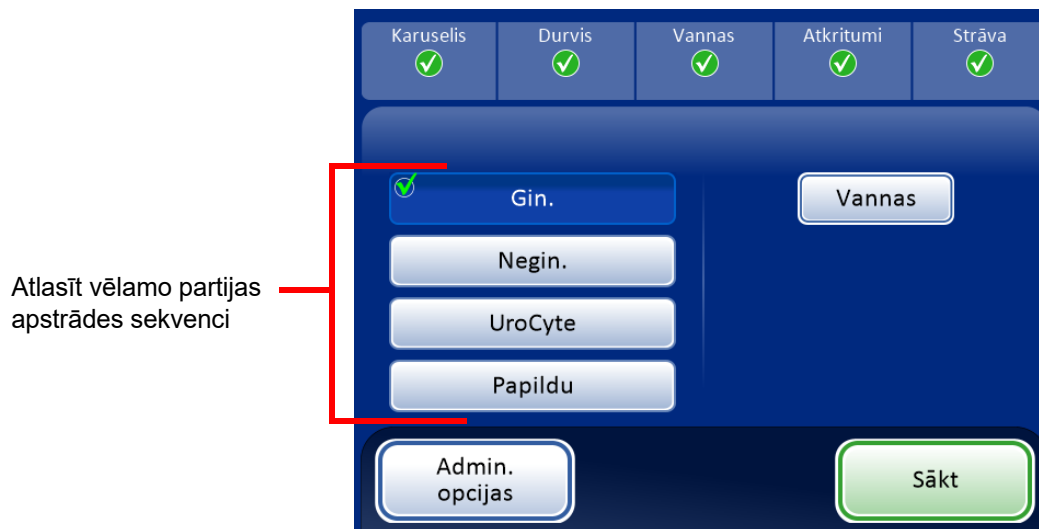 Karuselis
Durvis
Vannas
Atkritumi
Strāva
Gin.
Vannas
Negin.
Atlasīt vēlamo partijas
apstrādes sekvenci
UroCyte
Papildu
Admin.
opcijas
Sākt